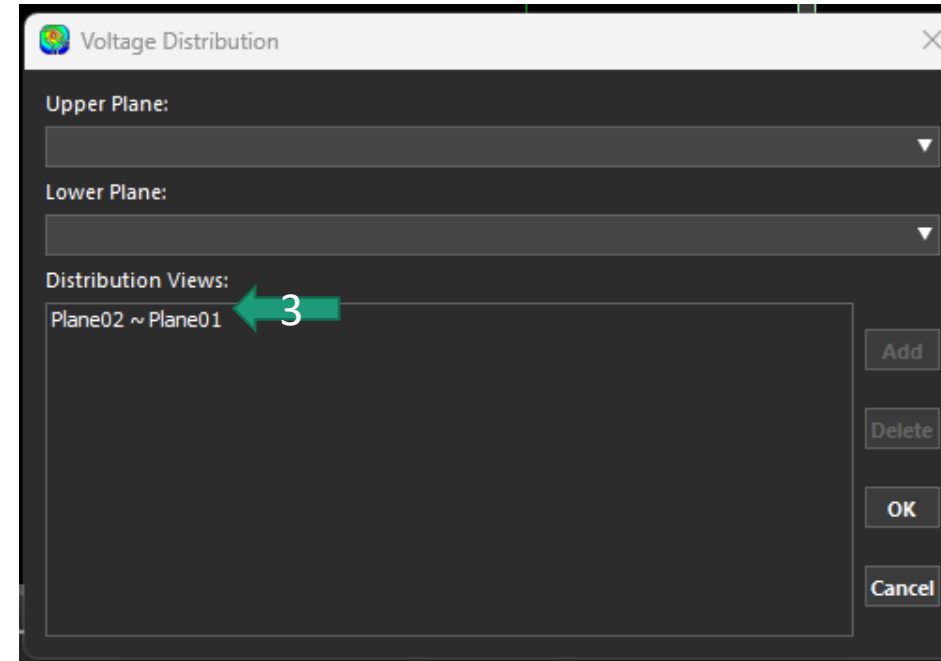 Voltage Distribution
Upper Plane:
Lower Plane:
Distribution Views:
Plane02 ~ Plane01
3
Add
Delete
OK
Cancel